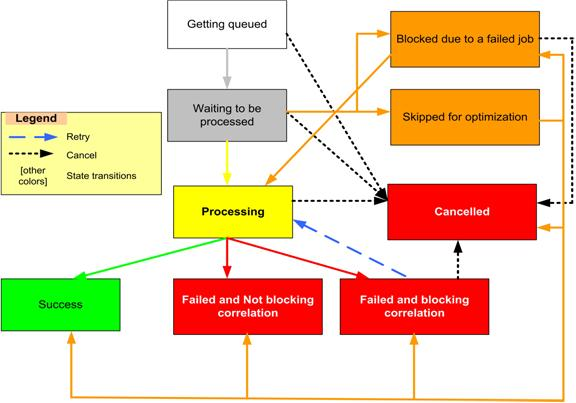 Getting queued
Blocked due to a failed job
Waiting to be
processed
Skipped for optimization
Legend
Retry
Cancel
[other
colors]
State transitions
Processing
Cancelled
Success
Failed and Not blocking
correlation
Failed and blocking
correlation